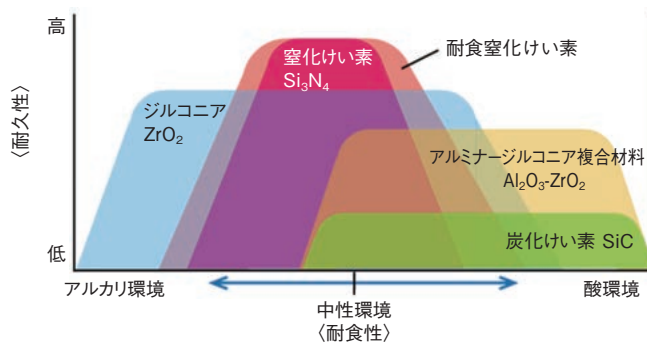 高
〈耐久性〉
低
窒化けい素
Si₃N₄
耐食窒化けい素
ジルコニア
ZrO₂
アルミナージルコニア複合材料
Al₂O₃-ZrO₂
炭化けい素 SiC
アルカリ環境
中性環境
〈耐食性〉
酸環境